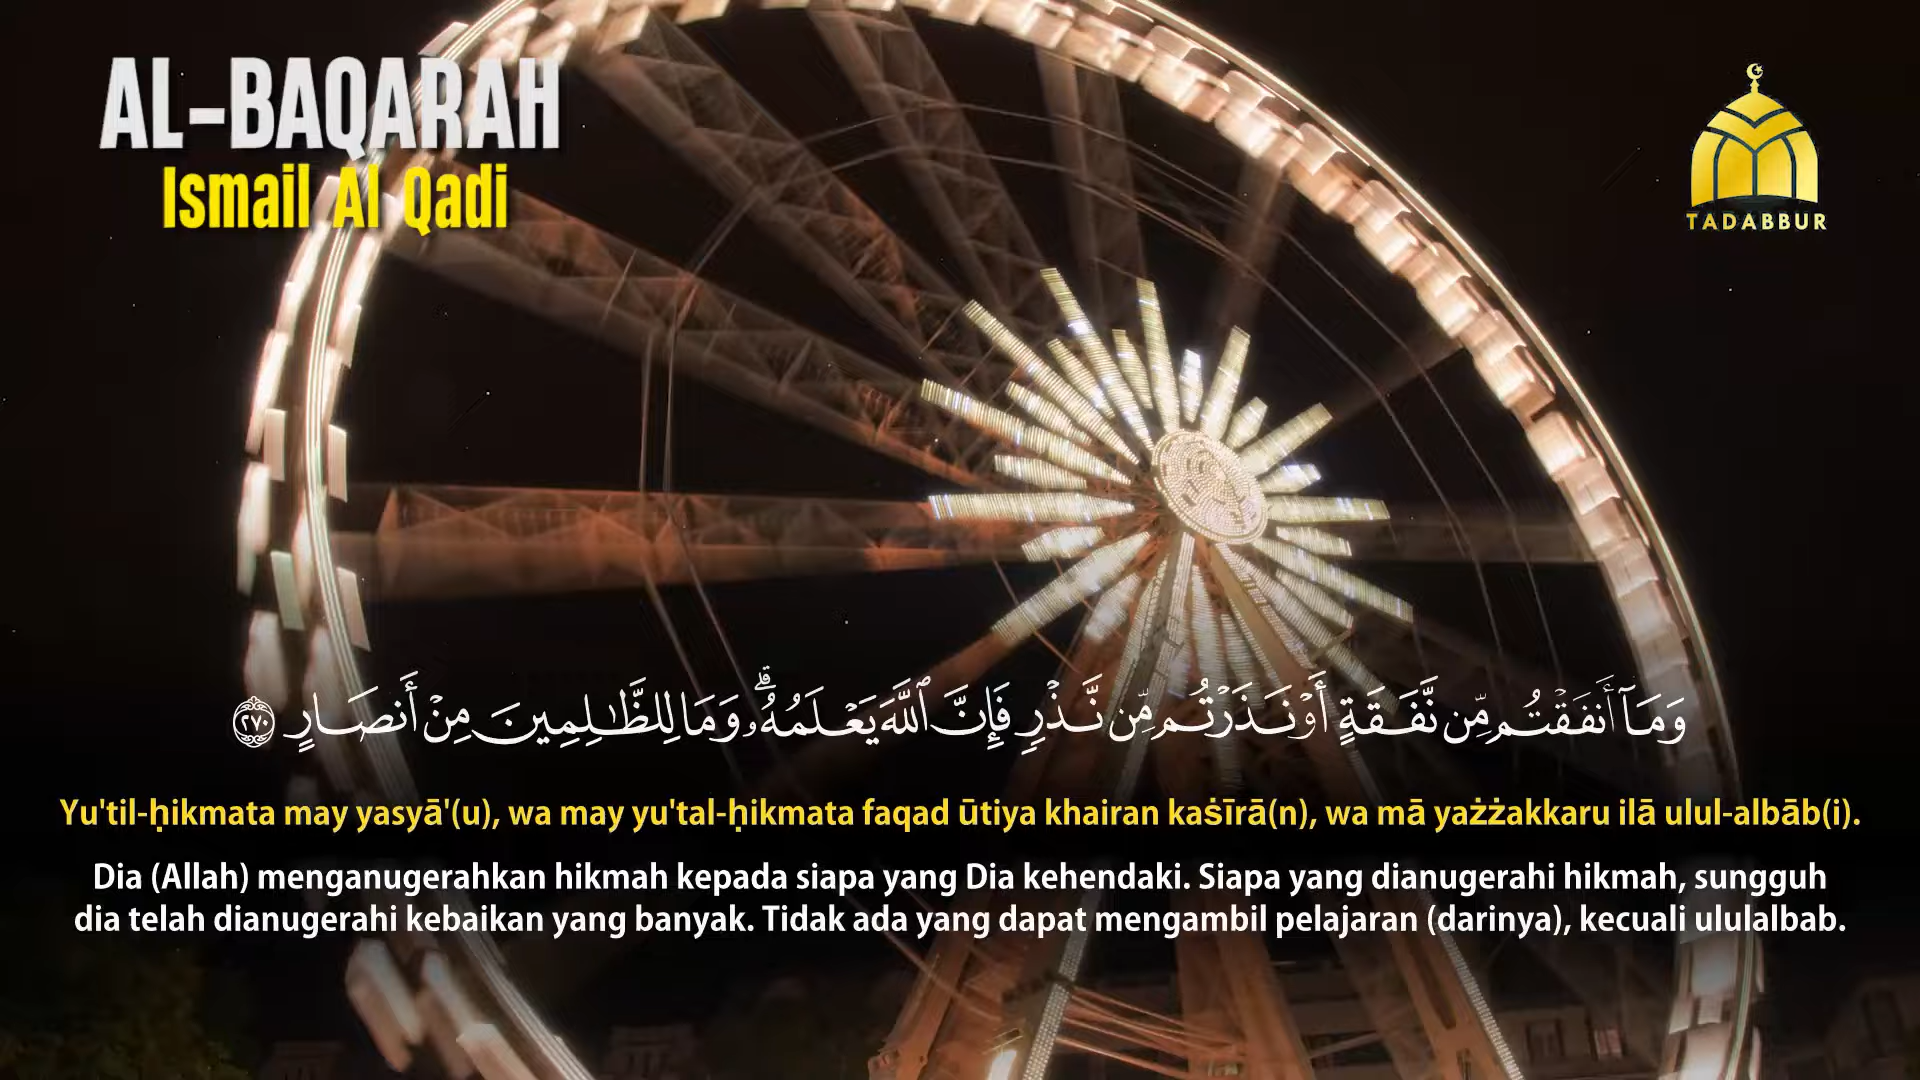 AL-BAQARAH
Ismail Al Qadi
TADABBUR
وَمَآ أَنفَقْتُم مِّن نَّفَقَةٍ أَوْ نَذَرْتُم مِّن نَّذْرٍ فَإِنَّ ٱللَّهَ يَعْلَمُهُۥ ۗ وَمَا لِلظَّـٰلِمِينَ مِنْ أَنصَارٍ ٢٧٠
Yu'til-ḥikmata may yasyā'(u), wa may yu'tal-ḥikmata faqad ūtiya khairan kaṡīrā(n), wa mā yażżakkaru ilā ulul-albāb(i).
Dia (Allah) menganugerahkan hikmah kepada siapa yang Dia kehendaki. Siapa yang dianugerahi hikmah, sungguh
dia telah dianugerahi kebaikan yang banyak. Tidak ada yang dapat mengambil pelajaran (darinya), kecuali ululalbab.